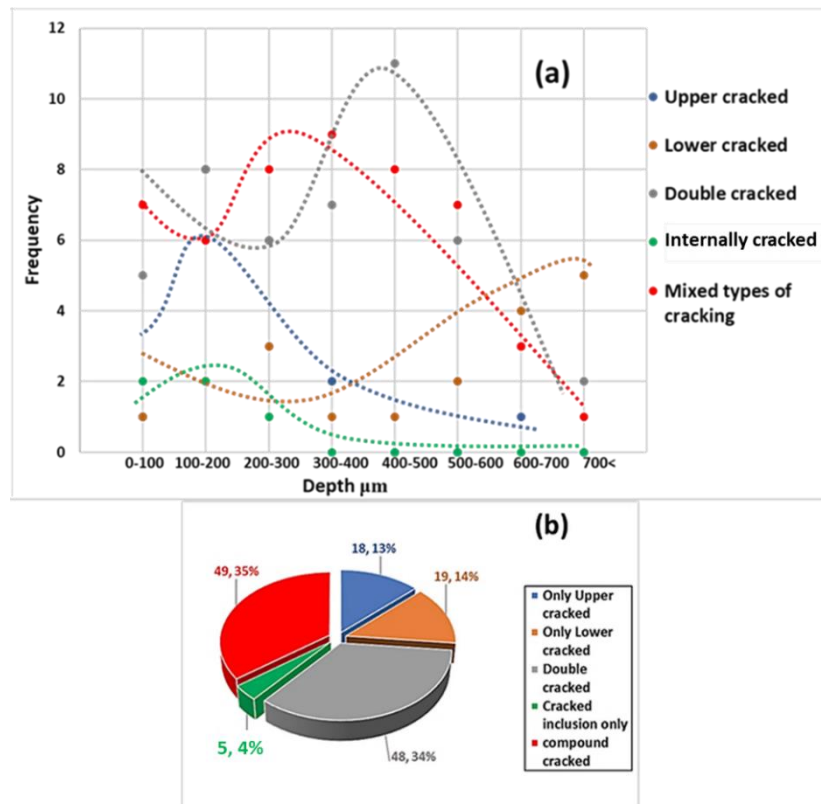 12
10
8
6
4
2
0
Frequency
(a)
0-100
100-200
200-300
300-400
400-500
500-600
600-700
700<
Depth µm
Upper cracked
Lower cracked
Double cracked
Internally cracked
Mixed types of
cracking
(b)
18, 13%
19, 14%
48, 34%
5, 4%
49, 35%
Only Upper
cracked
Only Lower
cracked
Double
cracked
Cracked
inclusion only
compound
cracked